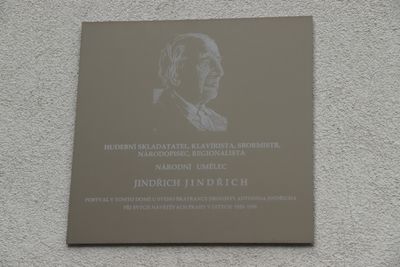 HUDEBNÍ SKLADATEL, KLAVÍRISTA, SBORMISTR,
NÁRODOPISEC, REGIONALISTA
NÁRODNÍ UMĚLEC
JINDŘICH JINDŘICH
POBÝVAL V TOMTO DOMĚ U SVÉHO BRATRANCE PROFESORA ANTONÍNA JINDŘICHA
PŘI SVÝCH NÁVŠTĚVÁCH PRAHY V LETECH